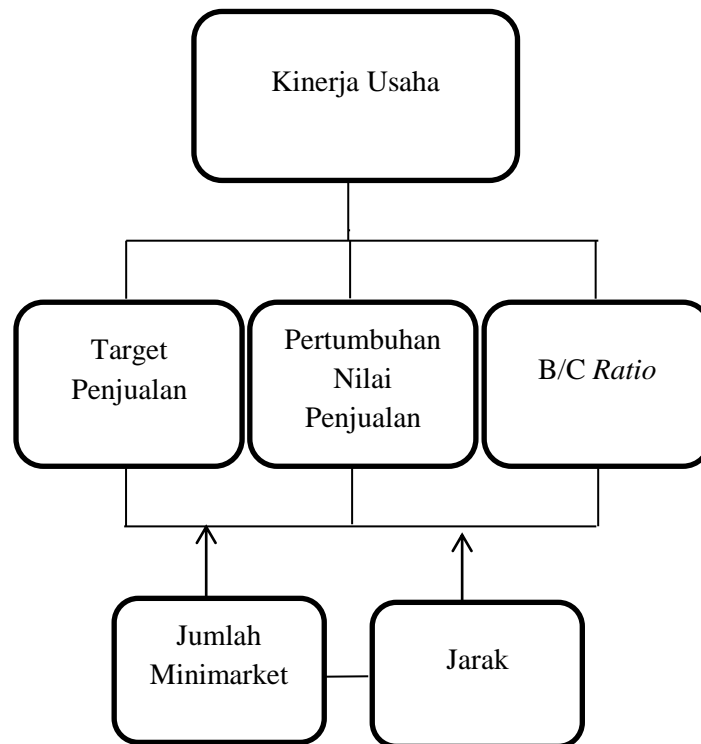 Kinerja Usaha
Target
Penjualan
Pertumbuhan
Nilai
Penjualan
B/C Ratio
Jumlah
Minimarket
Jarak